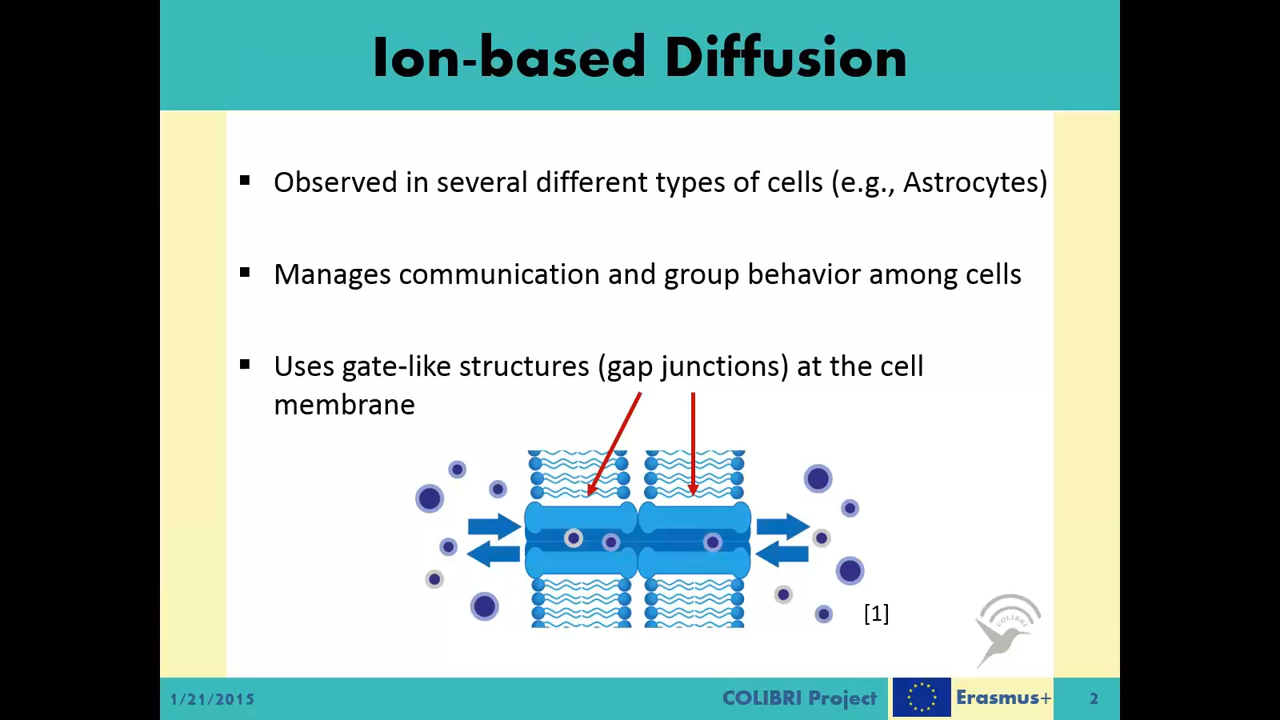 Ion-based Diffusion
▪ Observed in several different types of cells (e.g., Astrocytes)
▪ Manages communication and group behavior among cells
▪ Uses gate-like structures (gap junctions) at the cell
membrane
[1]
COLIBRI
1/21/2015
COLIBRI Project
Erasmus+
2